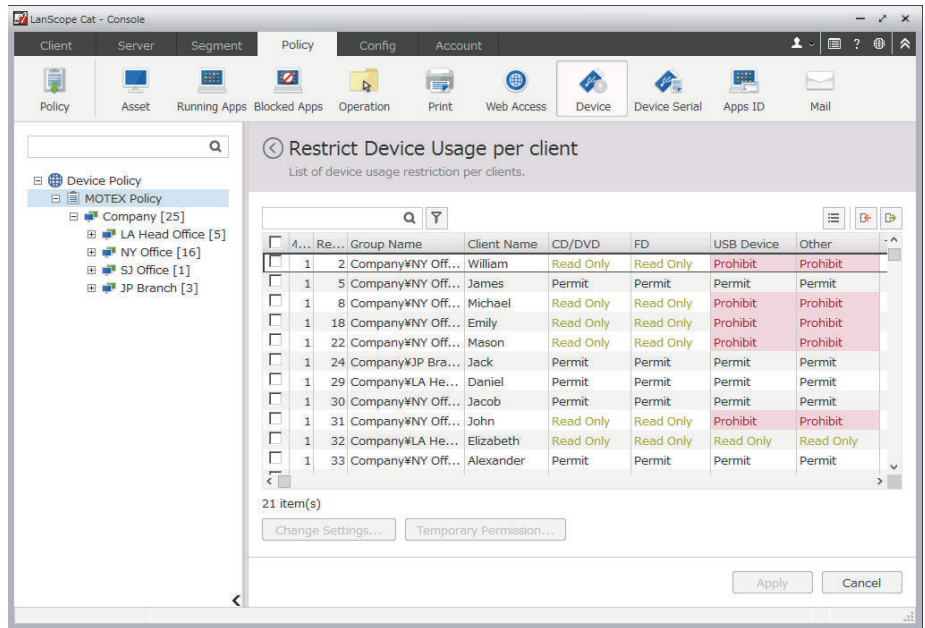 LanScope Cat - Console
Client Server Segment Policy Config Account ?
Policy Asset Running Apps Blocked Apps Operation Print Web Access Device Device Serial Apps ID Mail
Restrict Device Usage per client
List of device usage restriction per clients.
Device Policy
MOTEX Policy
Company [25]
LA Head Office [5]
NY Office [16]
SJ Office [1]
JP Branch [3]
Re... Group Name Client Name CD/DVD FD USB Device Other
1 2 Company¥NY Off... William Read Only Read Only Prohibit Prohibit
1 5 Company¥NY Off... James Permit Permit Permit Permit
1 8 Company¥NY Off... Michael Read Only Read Only Prohibit Prohibit
1 18 Company¥NY Off... Emily Read Only Read Only Prohibit Prohibit
1 22 Company¥NY Off... Mason Read Only Read Only Prohibit Prohibit
1 24 Company¥JP Bra... Jack Permit Permit Permit Permit
1 29 Company¥LA He... Daniel Permit Permit Permit Permit
1 30 Company¥NY Off... Jacob Permit Permit Permit Permit
1 31 Company¥NY Off... John Read Only Read Only Prohibit Prohibit
1 32 Company¥LA He... Elizabeth Read Only Read Only Read Only Read Only
1 33 Company¥NY Off... Alexander Permit Permit Permit Permit
21 item(s)
Change Settings... Temporary Permission...
Apply Cancel